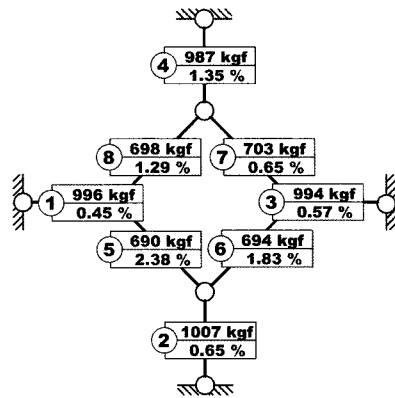 4 987 kgf
1.35 %
8 698 kgf
1.29 %
7 703 kgf
0.65 %
1 996 kgf
0.45 %
3 994 kgf
0.57 %
5 690 kgf
2.38 %
6 694 kgf
1.83 %
2 1007 kgf
0.65 %